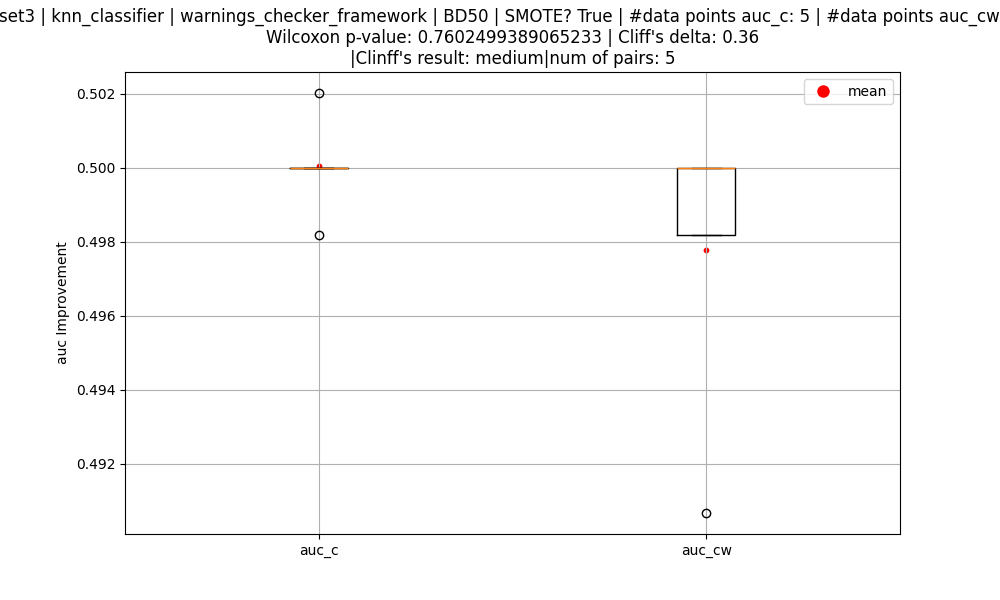 set3 | knn_classifier | warnings_checker_framework | BD50 | SMOTE? True | #data points auc_c: 5 | #data points auc_cw
Wilcoxon p-value: 0.7602499389065233 | Cliff's delta: 0.36
|Clinff's result: medium|num of pairs: 5
mean
0.502
0.500
0.498
0.496
0.494
0.492
auc Improvement
auc_c
auc_cw